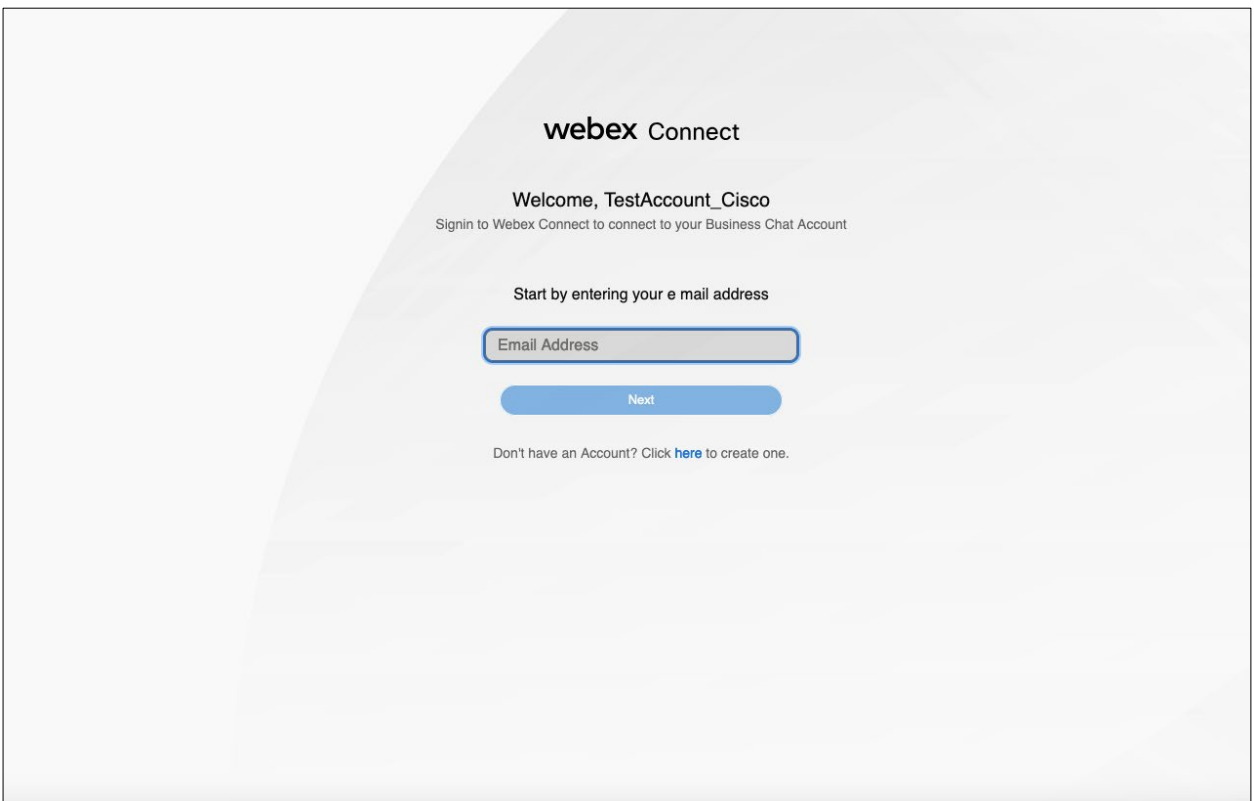 webex Connect
Welcome, TestAccount_Cisco
Signin to Webex Connect to connect to your Business Chat Account
Start by entering your e mail address
Email Address
Next
Don't have an Account? Click here to create one.